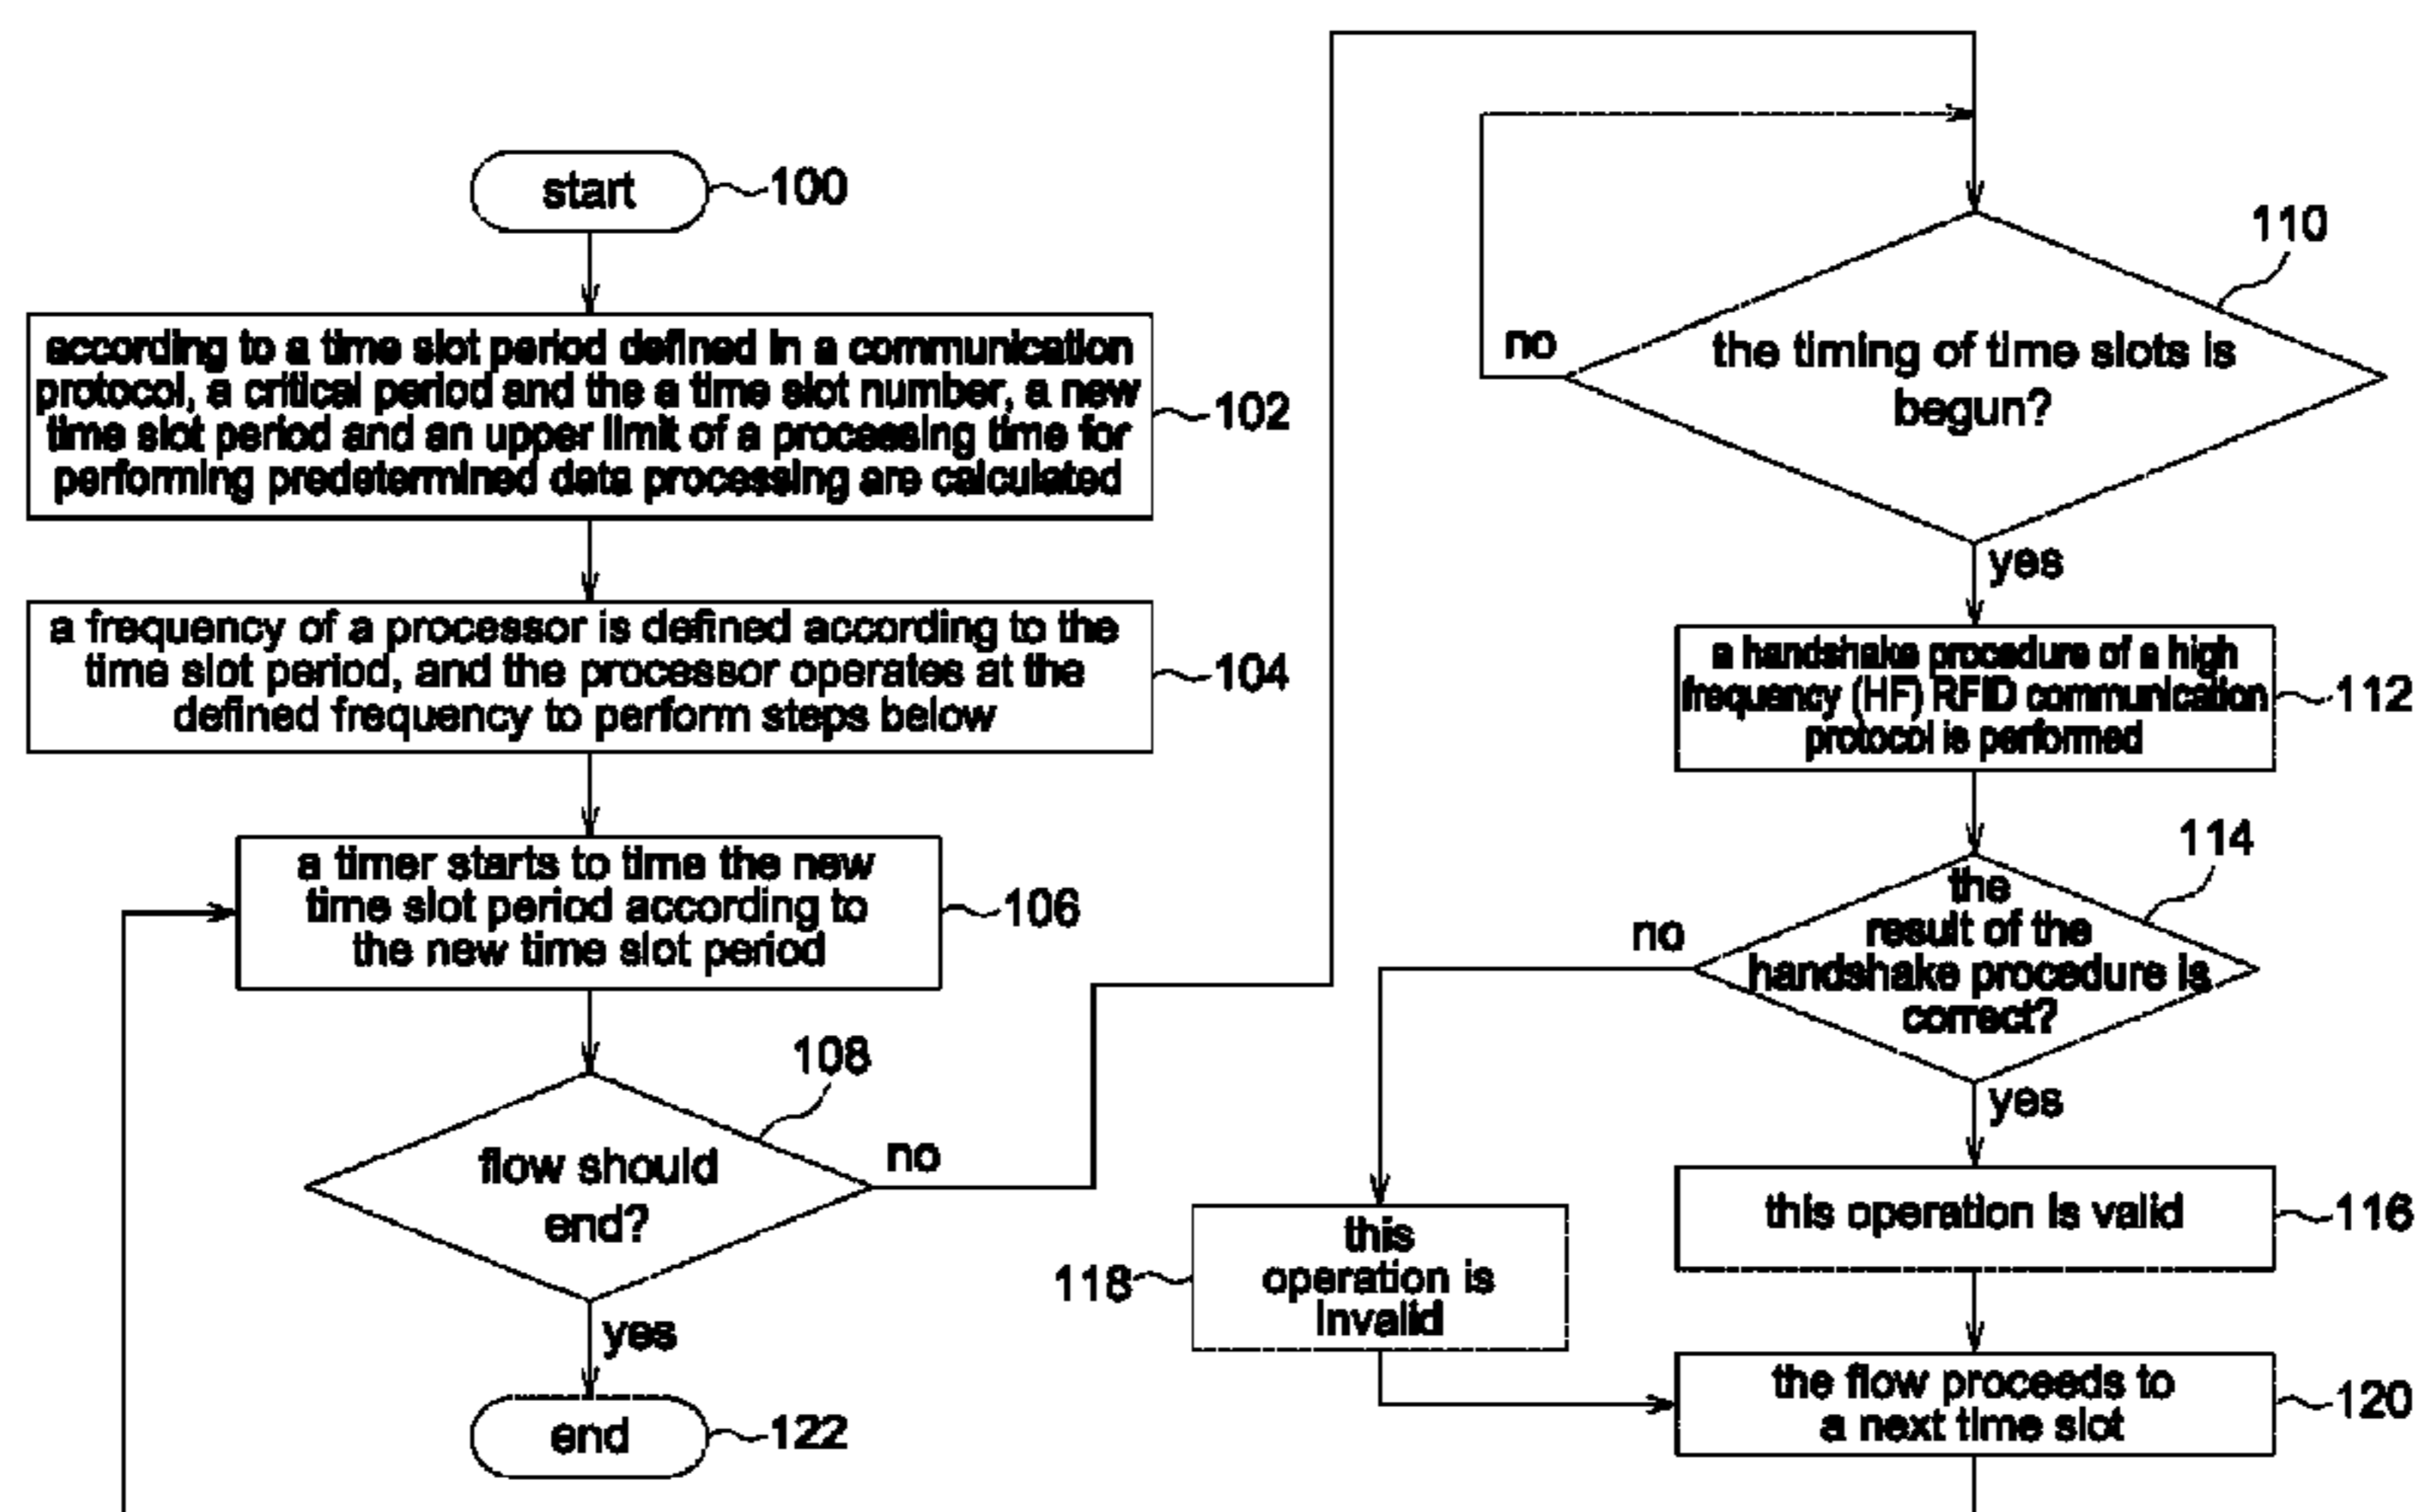 start
100
according to a time slot period defined in a communication
protocol, a critical period and the a time slot number, a new
time slot period and an upper limit of a processing time for
performing predetermined data processing are calculated
102
a frequency of a processor is defined according to the
time slot period, and the processor operates at the
defined frequency to perform steps below
104
a timer starts to time the new
time slot period according to
the new time slot period
106
108
flow should
end?
no
yes
end
122
110
the timing of time slots is
begun?
no
yes
a handshake procedure of a high
frequency (HF) RFID communication
protocol is performed
112
114
the
result of the
handshake procedure is
correct?
no
yes
this operation is valid
116
this
operation is
invalid
118
the flow proceeds to
a next time slot
120